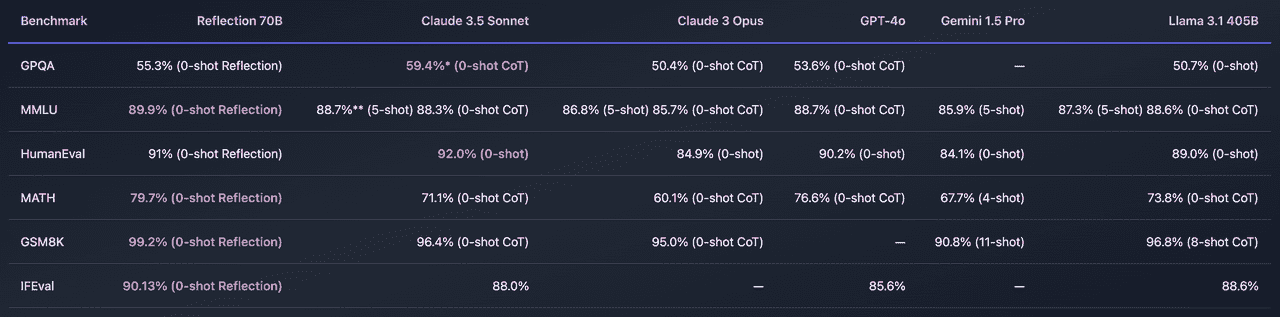 Benchmark Reflection 70B Claude 3.5 Sonnet Claude 3 Opus GPT-4o Gemini 1.5 Pro Llama 3.1 405B
GPQA 55.3% (0-shot Reflection) 59.4%* (0-shot CoT) 50.4% (0-shot CoT) 53.6% (0-shot CoT) — 50.7% (0-shot)
MMLU 89.9% (0-shot Reflection) 88.7%** (5-shot) 88.3% (0-shot CoT) 86.8% (5-shot) 85.7% (0-shot CoT) 88.7% (0-shot CoT) 85.9% (5-shot) 87.3% (5-shot) 88.6% (0-shot CoT)
HumanEval 91% (0-shot Reflection) 92.0% (0-shot) 84.9% (0-shot) 90.2% (0-shot) 84.1% (0-shot) 89.0% (0-shot)
MATH 79.7% (0-shot Reflection) 71.1% (0-shot CoT) 60.1% (0-shot CoT) 76.6% (0-shot CoT) 67.7% (4-shot) 73.8% (0-shot CoT)
GSM8K 99.2% (0-shot Reflection) 96.4% (0-shot CoT) 95.0% (0-shot CoT) — 90.8% (11-shot) 96.8% (8-shot CoT)
IFEval 90.13% (0-shot Reflection) 88.0% — 85.6% — 88.6%